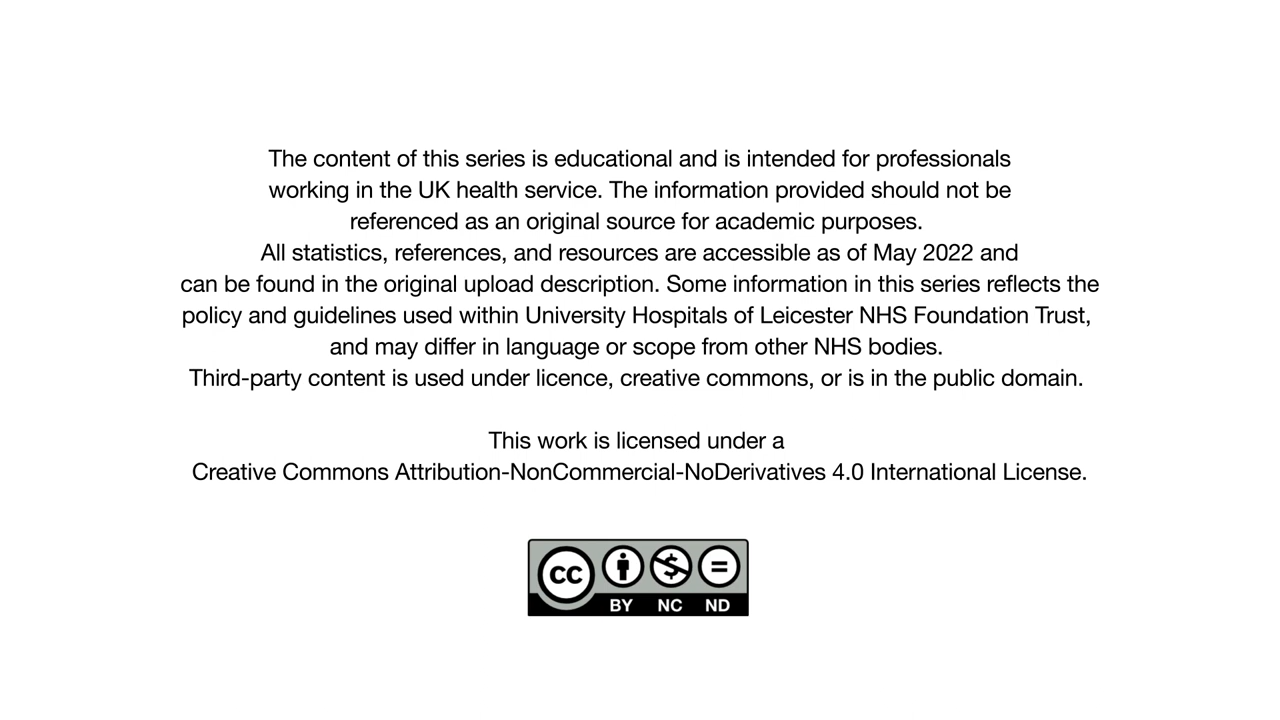 The content of this series is educational and is intended for professionals
working in the UK health service. The information provided should not be
referenced as an original source for academic purposes.
All statistics, references, and resources are accessible as of May 2022 and
can be found in the original upload description. Some information in this series reflects the
policy and guidelines used within University Hospitals of Leicester NHS Foundation Trust,
and may differ in language or scope from other NHS bodies.
Third-party content is used under licence, creative commons, or is in the public domain.
This work is licensed under a
Creative Commons Attribution-NonCommercial-NoDerivatives 4.0 International License.
CC $ =
BY NC ND